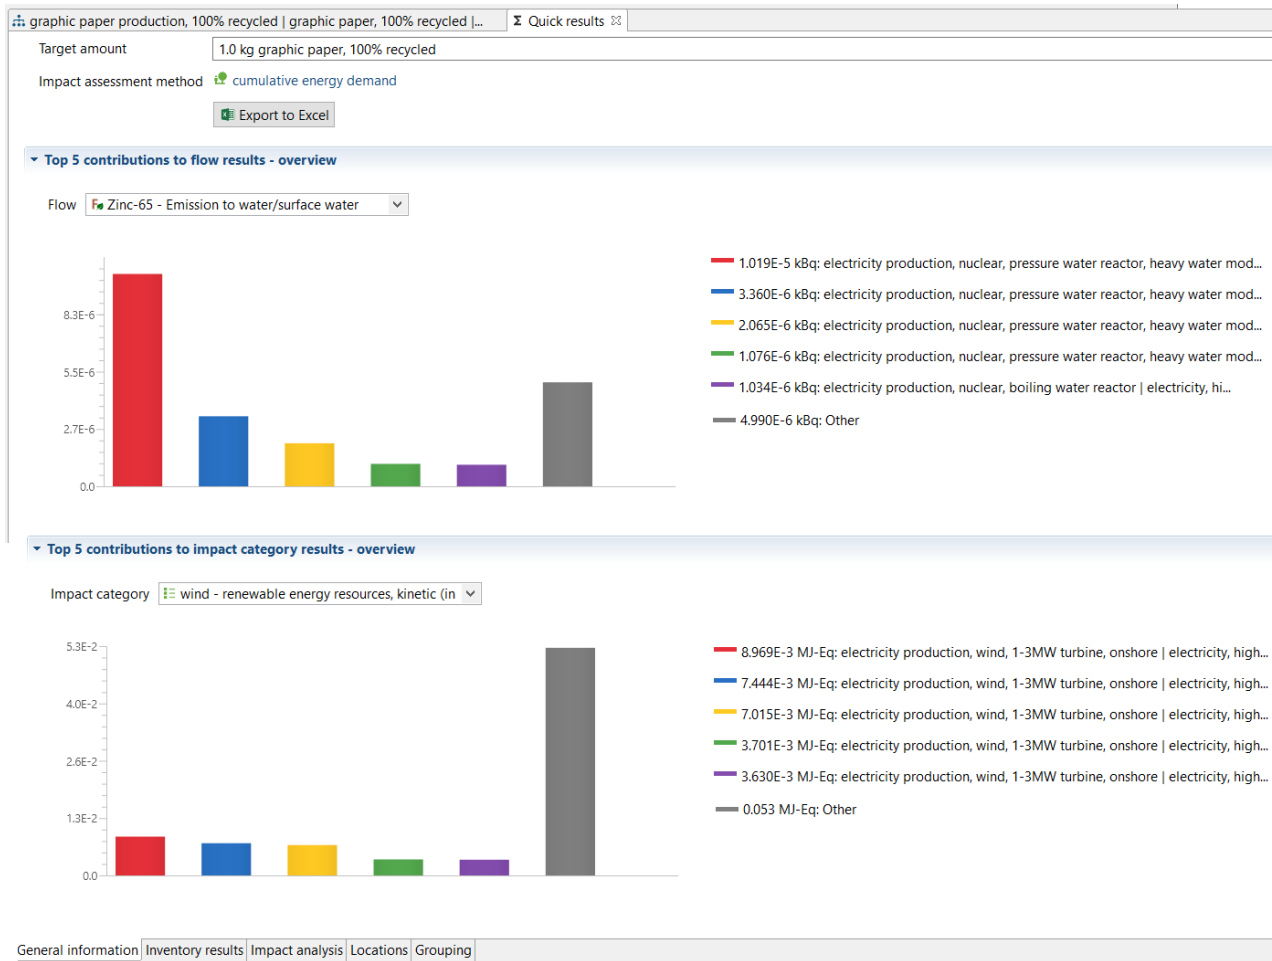 graphic paper production, 100% recycled | graphic paper, 100% recycled |... Σ Quick results
Target amount 1.0 kg graphic paper, 100% recycled
Impact assessment method cumulative energy demand
Export to Excel
Top 5 contributions to flow results - overview
Flow Zinc-65 - Emission to water/surface water
8.3E-6
5.5E-6
2.7E-6
0.0
1.019E-5 kBq: electricity production, nuclear, pressure water reactor, heavy water mod...
3.360E-6 kBq: electricity production, nuclear, pressure water reactor, heavy water mod...
2.065E-6 kBq: electricity production, nuclear, pressure water reactor, heavy water mod...
1.076E-6 kBq: electricity production, nuclear, pressure water reactor, heavy water mod...
1.034E-6 kBq: electricity production, nuclear, boiling water reactor | electricity, hi...
4.990E-6 kBq: Other
Top 5 contributions to impact category results - overview
Impact category wind - renewable energy resources, kinetic (in
5.3E-2
4.0E-2
2.6E-2
1.3E-2
0.0
8.969E-3 MJ-Eq: electricity production, wind, 1-3MW turbine, onshore | electricity, high...
7.444E-3 MJ-Eq: electricity production, wind, 1-3MW turbine, onshore | electricity, high...
7.015E-3 MJ-Eq: electricity production, wind, 1-3MW turbine, onshore | electricity, high...
3.701E-3 MJ-Eq: electricity production, wind, 1-3MW turbine, onshore | electricity, high...
3.630E-3 MJ-Eq: electricity production, wind, 1-3MW turbine, onshore | electricity, high...
0.053 MJ-Eq: Other
General information Inventory results Impact analysis Locations Grouping